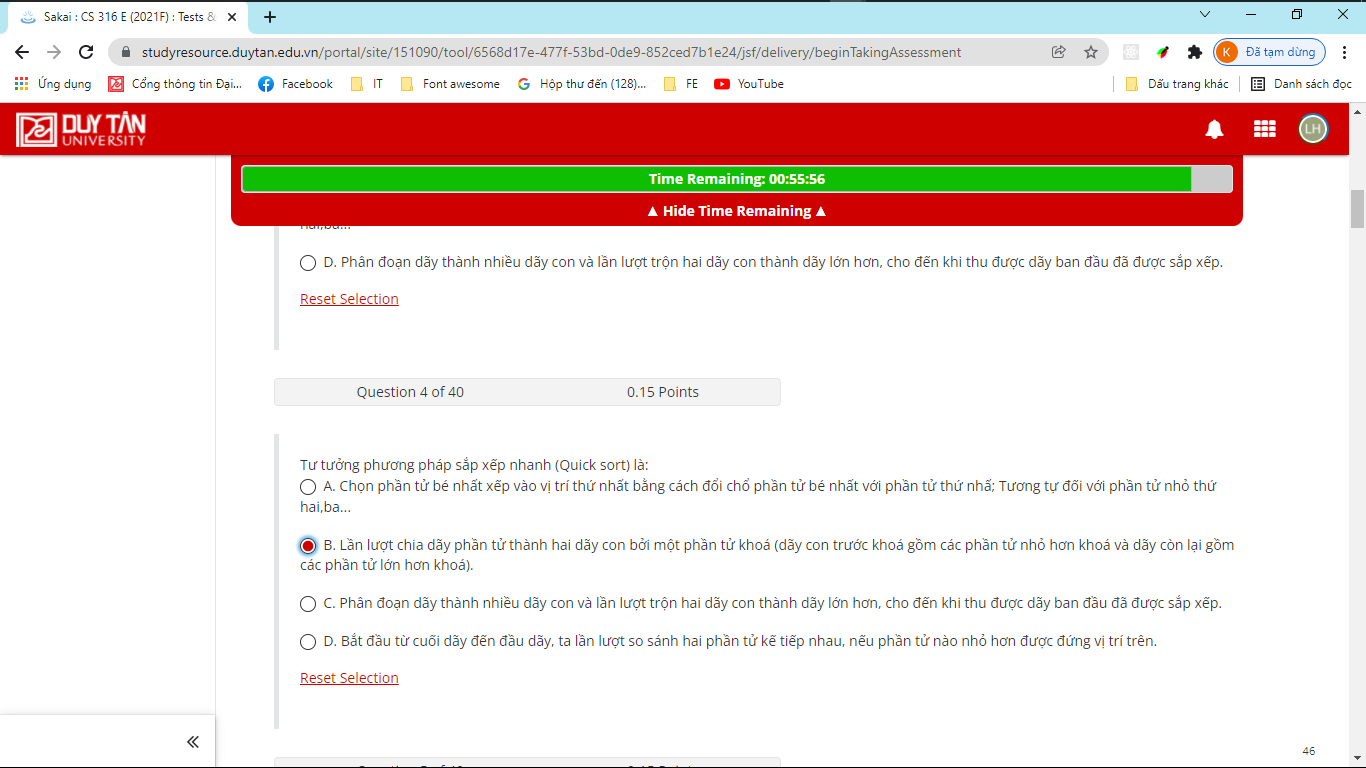 Sakai : CS 316 E (2021F) : Tests &
studyresource.duytan.edu.vn/portal/site/151090/tool/6568d17e-477f-53bd-0de9-852ced7b1e24/jsf/delivery/beginTakingAssessment
K Đã tạm dừng
Ứng dụng Cổng thông tin Đại... Facebook IT Font awesome Hộp thư đến (128)... FE YouTube Dấu trang khác Danh sách đọc
DUY TÂN
UNIVERSITY
LH
Time Remaining: 00:55:56
▲ Hide Time Remaining ▲
hai,ba...
D. Phân đoạn dãy thành nhiều dãy con và lần lượt trộn hai dãy con thành dãy lớn hơn, cho đến khi thu được dãy ban đầu đã được sắp xếp.
Reset Selection
Question 4 of 40 0.15 Points
Tư tưởng phương pháp sắp xếp nhanh (Quick sort) là:
A. Chọn phần tử bé nhất xếp vào vị trí thứ nhất bằng cách đổi chổ phần tử bé nhất với phần tử thứ nhấ; Tương tự đối với phần tử nhỏ thứ
hai,ba...
B. Lần lượt chia dãy phần tử thành hai dãy con bởi một phần tử khoá (dãy con trước khoá gồm các phần tử nhỏ hơn khoá và dãy còn lại gồm
các phần tử lớn hơn khoá).
C. Phân đoạn dãy thành nhiều dãy con và lần lượt trộn hai dãy con thành dãy lớn hơn, cho đến khi thu được dãy ban đầu đã được sắp xếp.
D. Bắt đầu từ cuối dãy đến đầu dãy, ta lần lượt so sánh hai phần tử kế tiếp nhau, nếu phần tử nào nhỏ hơn được đứng vị trí trên.
Reset Selection
46